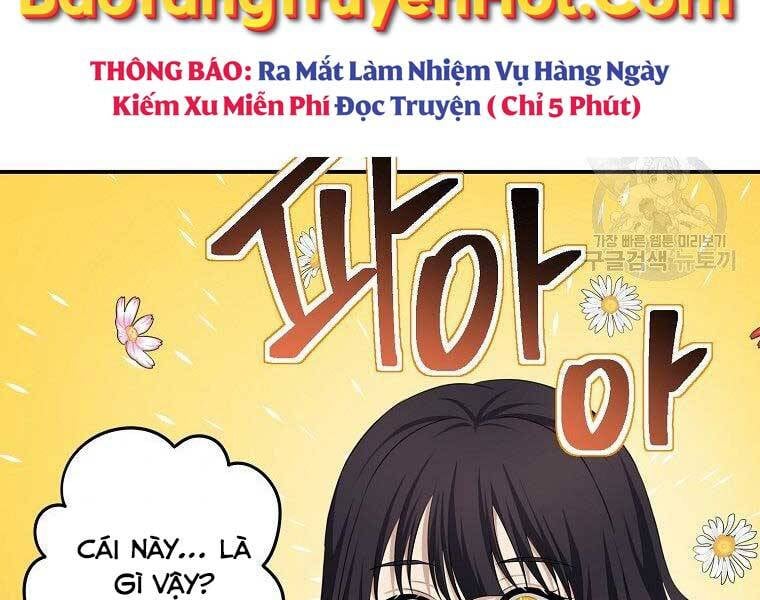 BaoTangTruyenHot.Com
THÔNG BÁO: Ra Mắt Làm Nhiệm Vụ Hàng Ngày
Kiếm Xu Miễn Phí Đọc Truyện ( Chỉ 5 Phút)
파아아
가장 빠른 웹툰 미리보기
구글검색 뉴토끼
CÁI NÀY... LÀ
GÌ VẬY?